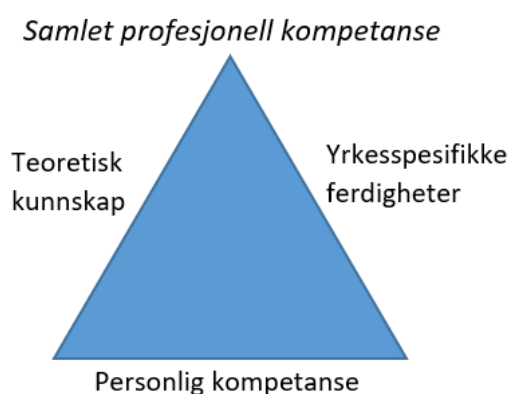 Samlet profesjonell kompetanse
Teoretisk
kunnskap
Yrkesspesifikke
ferdigheter
Personlig kompetanse